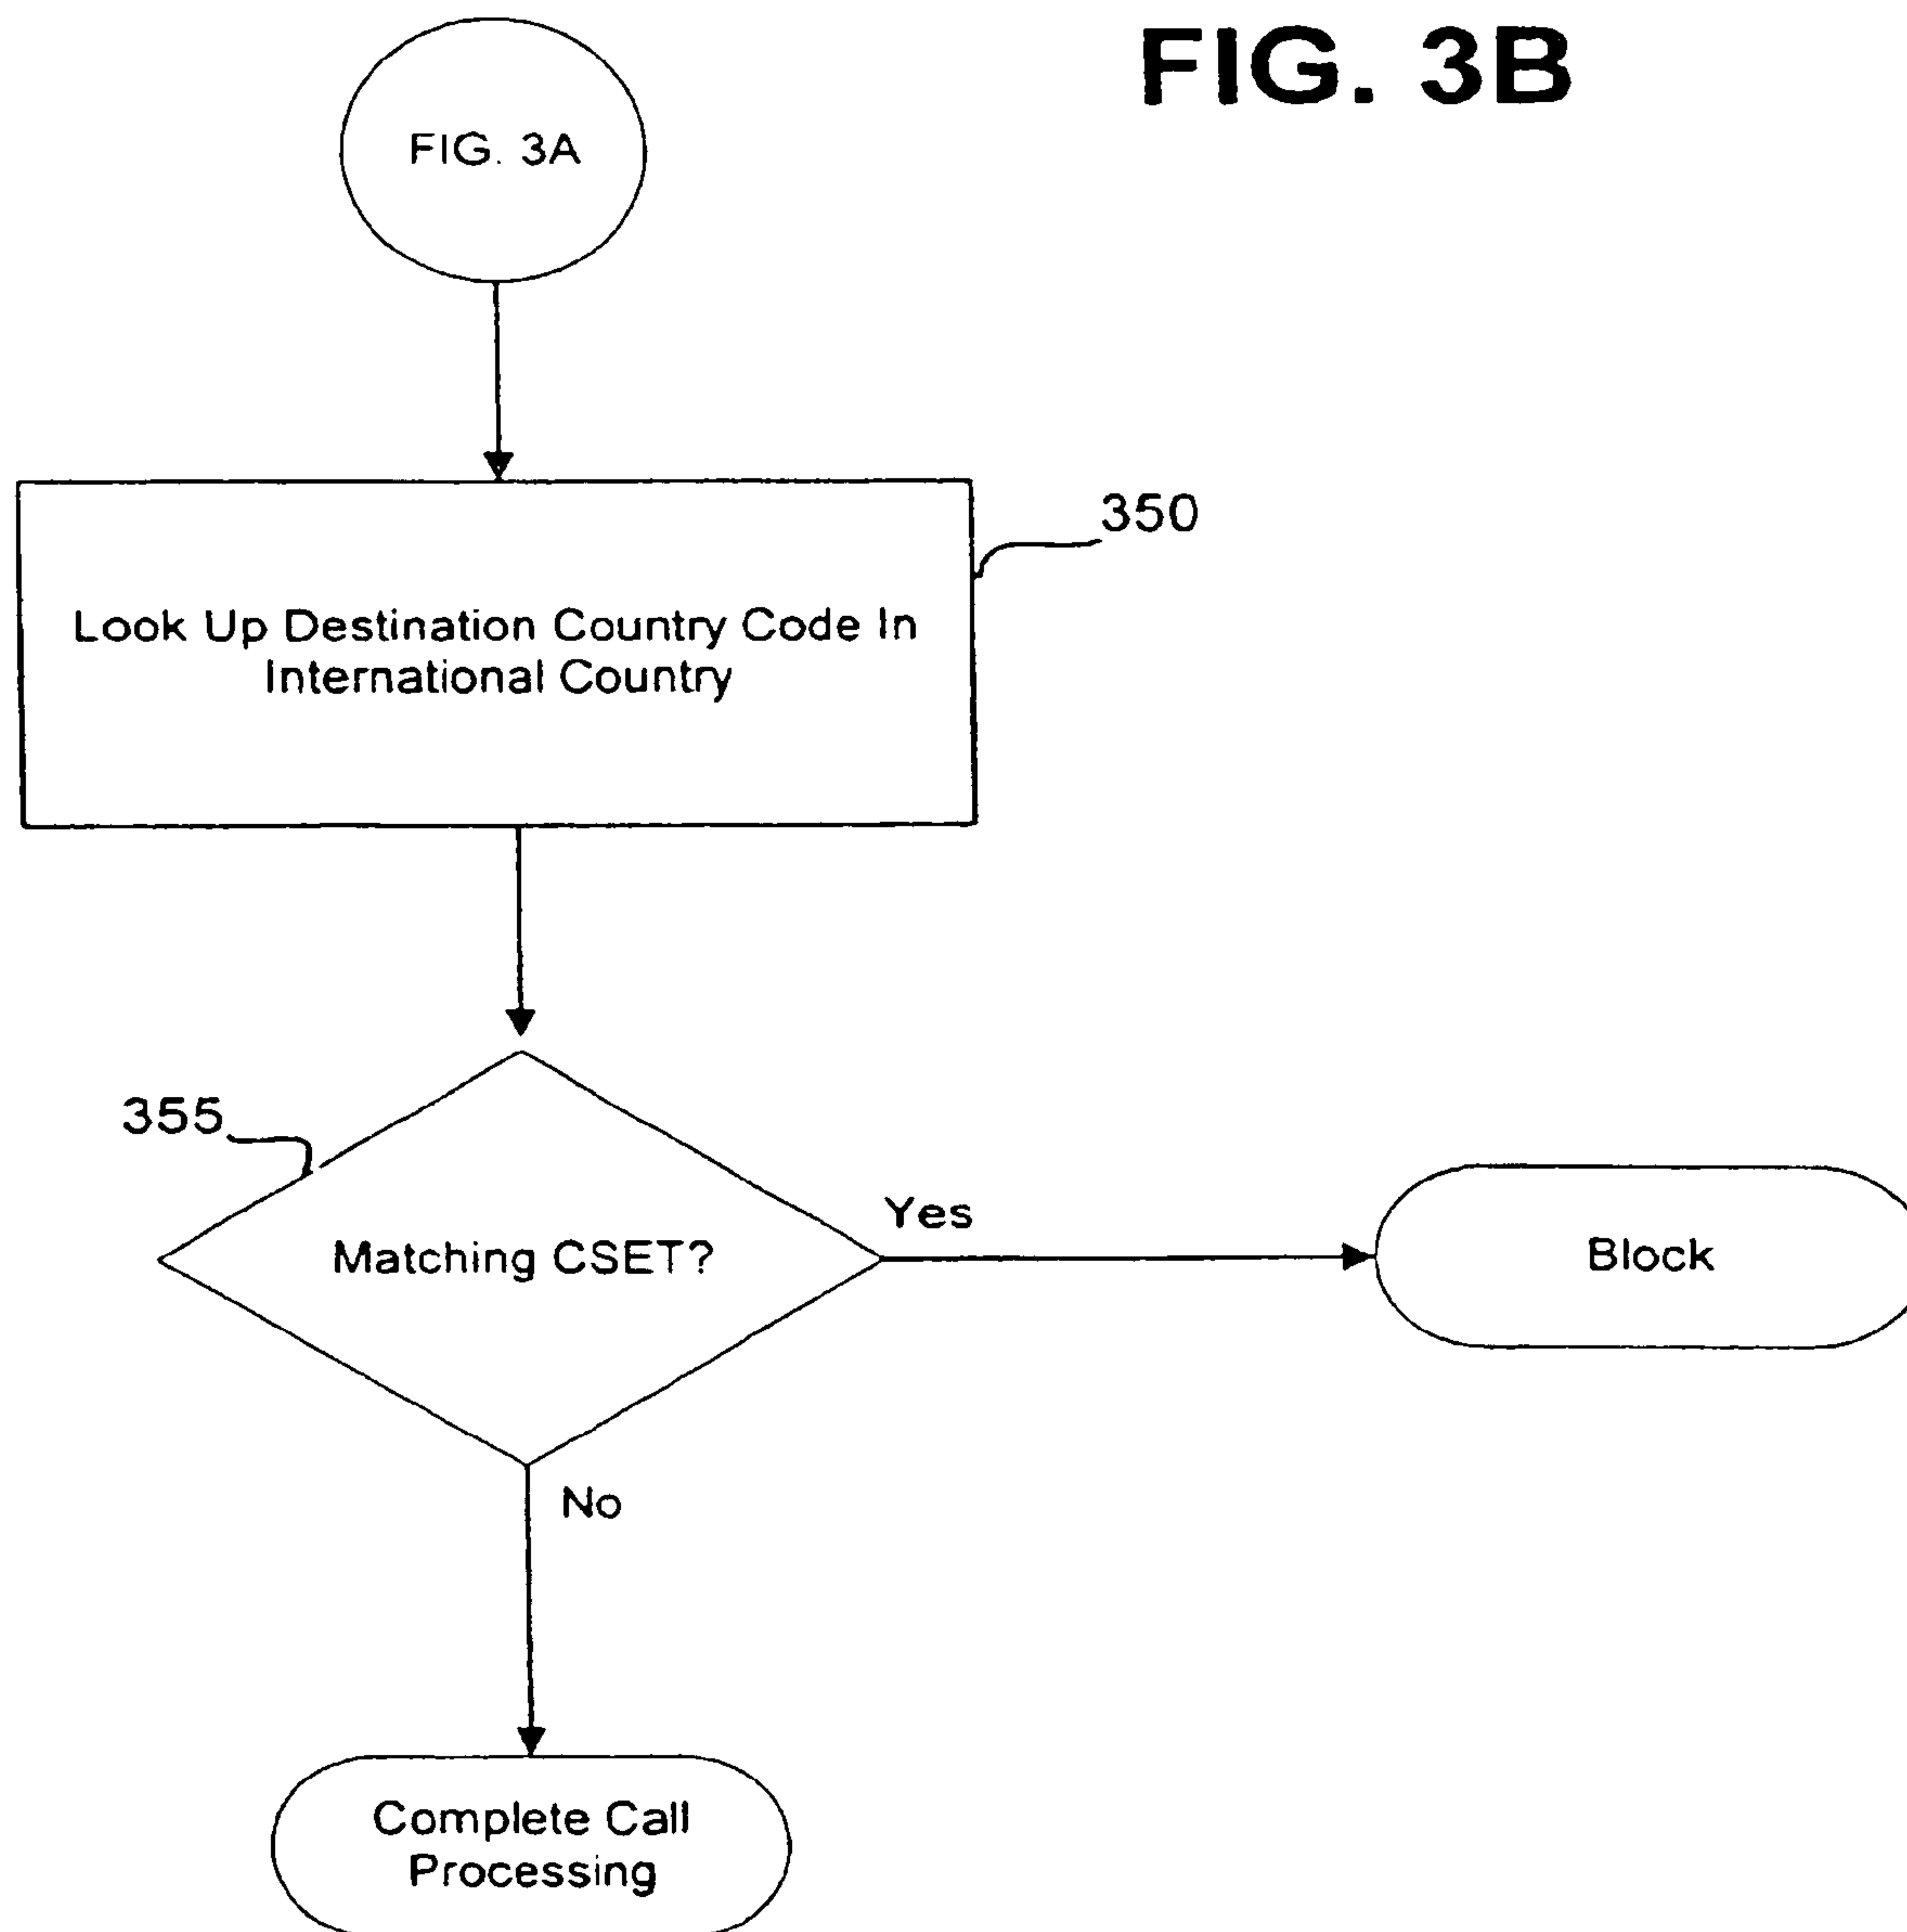 FIG. 3B
FIG. 3A
350
Look Up Destination Country Code In
International Country
355
Matching CSET?
Yes
Block
No
Complete Call
Processing